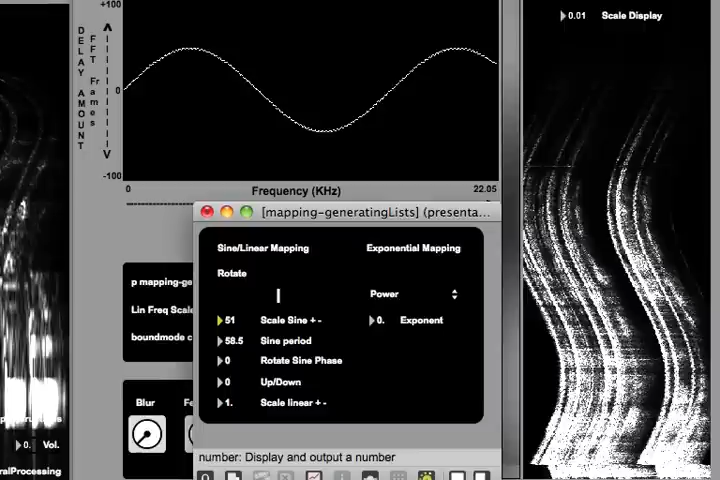 +100
DELAY AMOUNT
FFT Frames
0
-100
0
22.05
Frequency (KHz)
0.01 Scale Display
[mapping-generatingLists] (presenta...
Sine/Linear Mapping
Exponential Mapping
Rotate
Power
51 Scale Sine + -
0. Exponent
58.5 Sine period
0 Rotate Sine Phase
0 Up/Down
1. Scale linear + -
p mapping-ge
Lin Freq Scale
boundmode c
Blur
Fe
0. Vol.
ralProcessing
number: Display and output a number